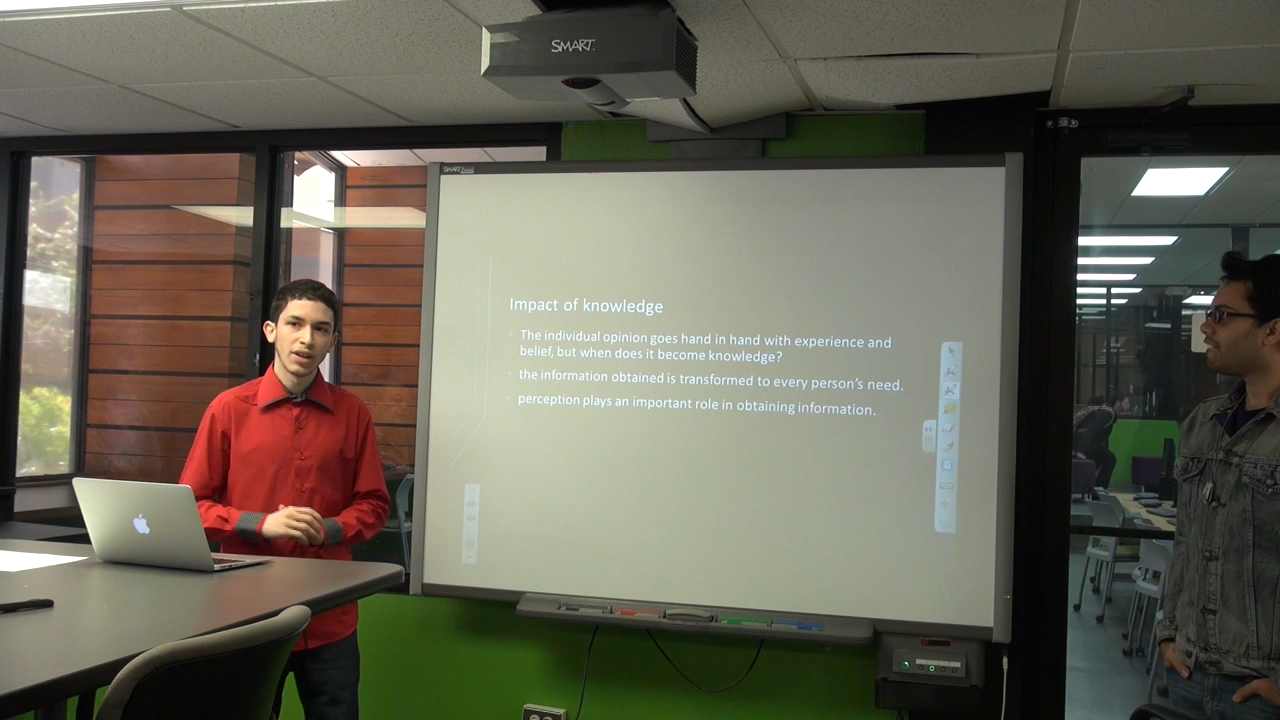 SMART
SMART
Impact of knowledge
The individual opinion goes hand in hand with experience and
belief, but when does it become knowledge?
the information obtained is transformed to every person's need.
perception plays an important role in obtaining information.